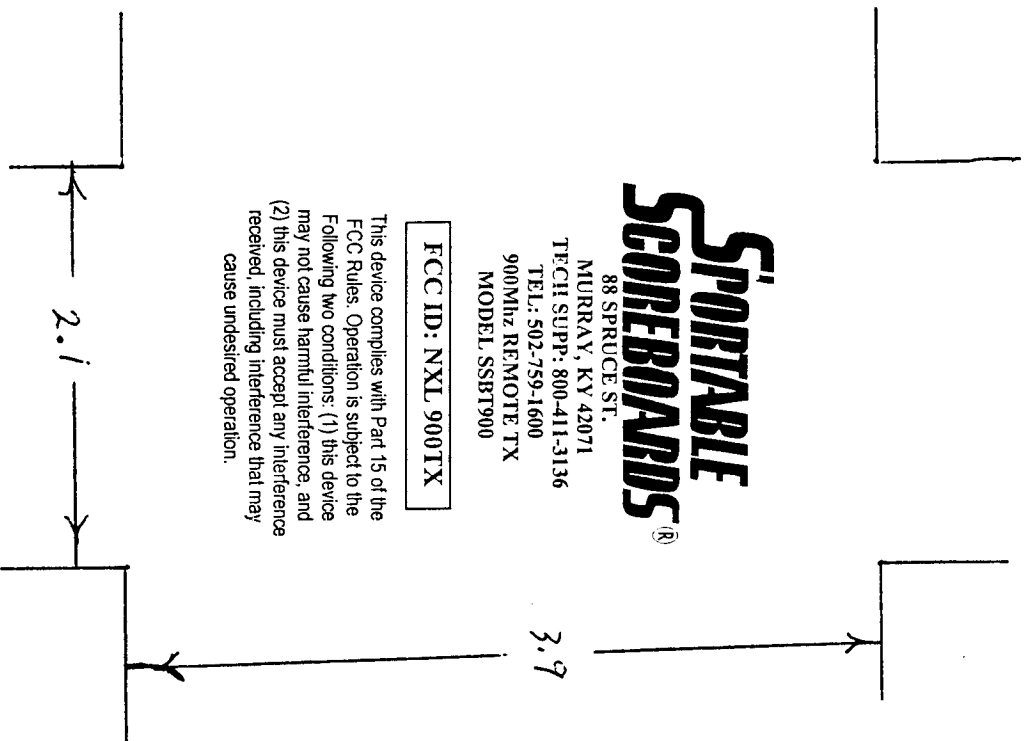 SPORTABLE
SCOREBOARDS®
88 SPRUCE ST.
MURRAY, KY 42071
TECH SUPP: 800-411-3136
TEL: 502-759-1600
900Mhz REMOTE TX
MODEL SSBT900
FCC ID: NXL 900TX
This device complies with Part 15 of the
FCC Rules. Operation is subject to the
Following two conditions: (1) this device
may not cause harmful interference, and
(2) this device must accept any interference
received, including interference that may
cause undesired operation.
3.9
2.1